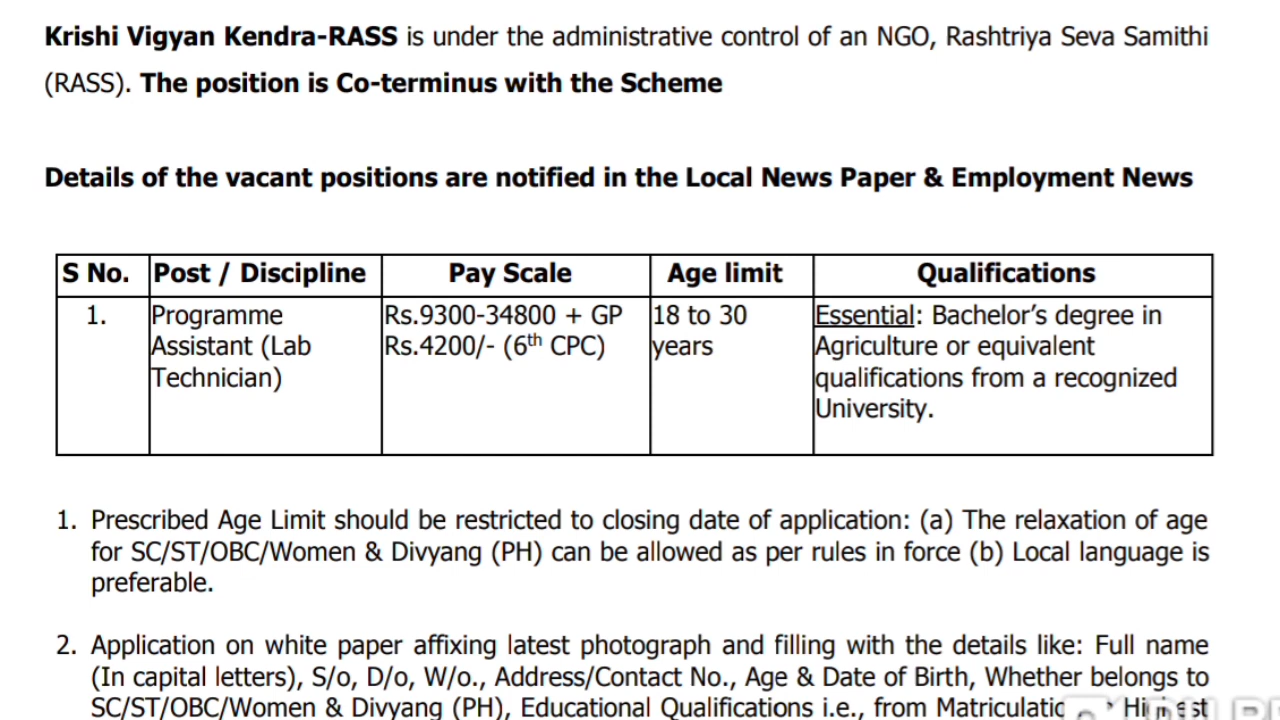 Krishi Vigyan Kendra-RASS is under the administrative control of an NGO, Rashtriya Seva Samithi
(RASS). The position is Co-terminus with the Scheme
Details of the vacant positions are notified in the Local News Paper & Employment News
S No. Post / Discipline Pay Scale Age limit Qualifications
1. Programme Rs.9300-34800 + GP 18 to 30 Essential: Bachelor’s degree in
Assistant (Lab Rs.4200/- (6th CPC) years Agriculture or equivalent
Technician) qualifications from a recognized
University.
1. Prescribed Age Limit should be restricted to closing date of application: (a) The relaxation of age
for SC/ST/OBC/Women & Divyang (PH) can be allowed as per rules in force (b) Local language is
preferable.
2. Application on white paper affixing latest photograph and filling with the details like: Full name
(In capital letters), S/o, D/o, W/o., Address/Contact No., Age & Date of Birth, Whether belongs to
SC/ST/OBC/Women & Divyang (PH), Educational Qualifications i.e., from